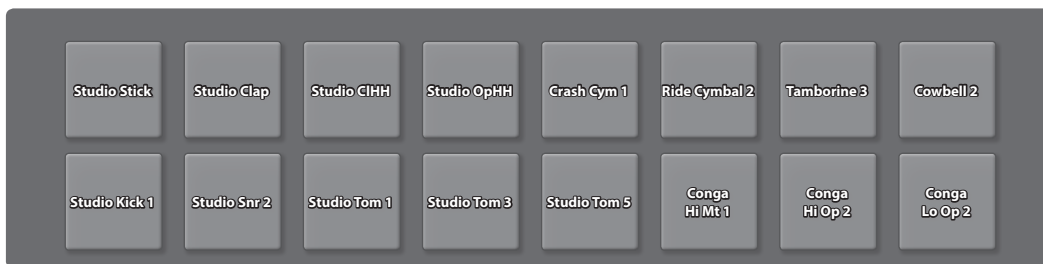 Studio Stick
Studio Clap
Studio ClHH
Studio OpHH
Crash Cym 1
Ride Cymbal 2
Tamborine 3
Cowbell 2
Studio Kick 1
Studio Snr 2
Studio Tom 1
Studio Tom 3
Studio Tom 5
Conga
Hi Mt 1
Conga
Hi Op 2
Conga
Lo Op 2